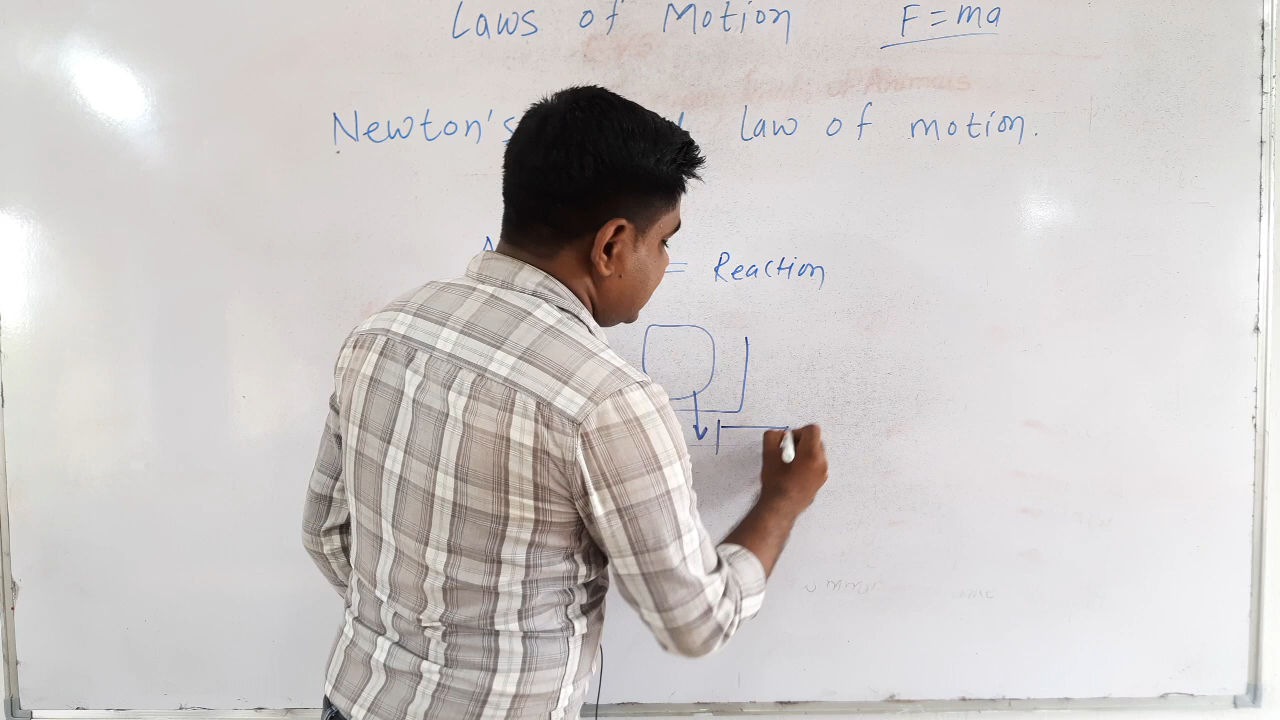 Laws of Motion F = ma
Newton's law of motion.
= Reaction